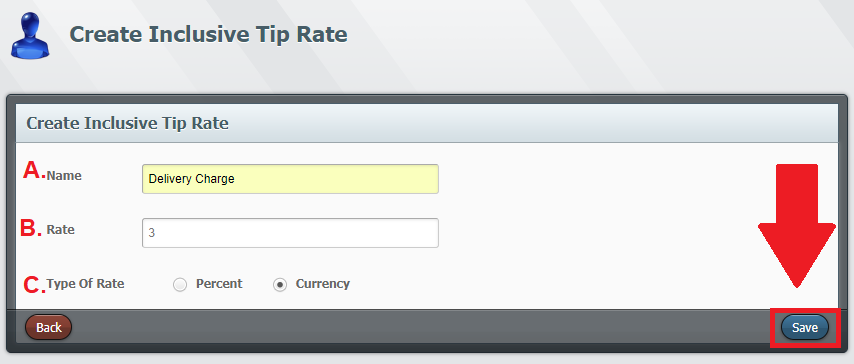 Create Inclusive Tip Rate
Create Inclusive Tip Rate
A. Name Delivery Charge
B. Rate 3
C. Type Of Rate Percent Currency
Back Save